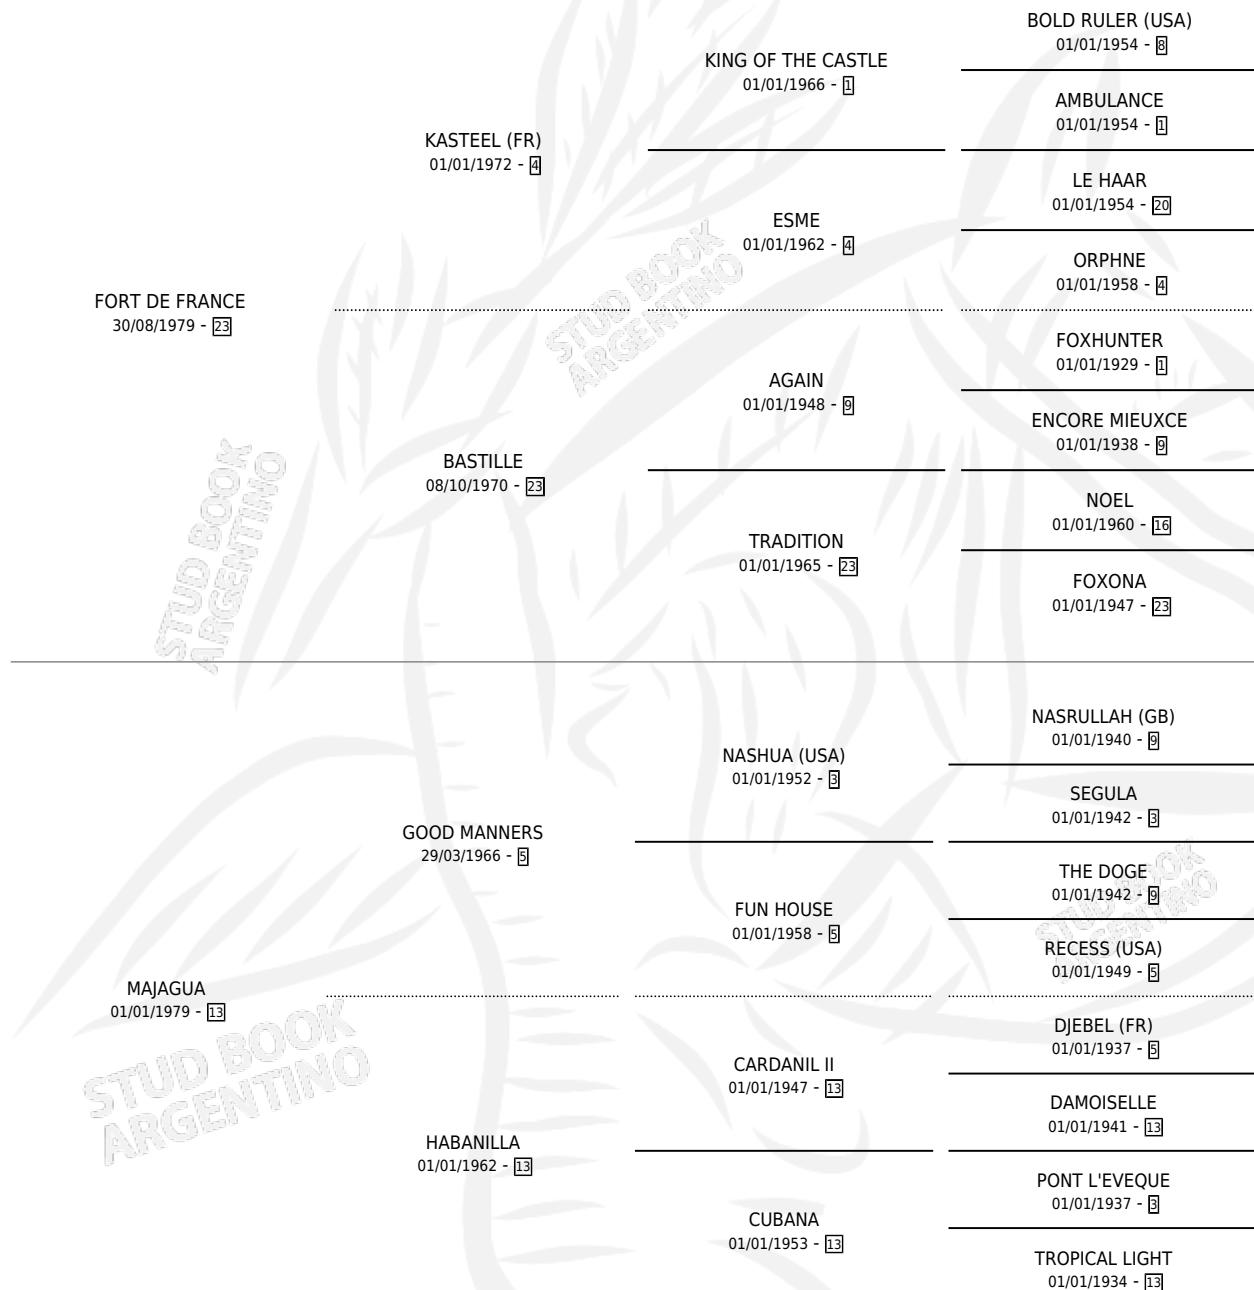 BOLD RULER (USA)
01/01/1954 - 8
KING OF THE CASTLE
01/01/1966 - 1
AMBULANCE
01/01/1954 - 1
KASTEEL (FR)
01/01/1972 - 4
LE HAAR
01/01/1954 - 20
ESME
01/01/1962 - 4
ORPHNE
01/01/1958 - 4
FORT DE FRANCE
30/08/1979 - 23
FOXHUNTER
01/01/1929 - 1
AGAIN
01/01/1948 - 9
ENCORE MIEUXCE
01/01/1938 - 9
BASTILLE
08/10/1970 - 23
NOEL
01/01/1960 - 16
TRADITION
01/01/1965 - 23
FOXONA
01/01/1947 - 23
STUD BOOK
ARGENTINO
STUD BOOK
ARGENTINO
NASRULLAH (GB)
01/01/1940 - 9
NASHUA (USA)
01/01/1952 - 3
SEGULA
01/01/1942 - 3
GOOD MANNERS
29/03/1966 - 5
THE DOGE
01/01/1942 - 9
FUN HOUSE
01/01/1958 - 5
RECESS (USA)
01/01/1949 - 5
STUD BOOK
ARGENTINO
MAJAGUA
01/01/1979 - 13
DJEBEL (FR)
01/01/1937 - 5
CARDANIL II
01/01/1947 - 13
DAMOISELLE
01/01/1941 - 13
STUD BOOK
ARGENTINO
HABANILLA
01/01/1962 - 13
PONT L'EVEQUE
01/01/1937 - 3
CUBANA
01/01/1953 - 13
TROPICAL LIGHT
01/01/1934 - 13